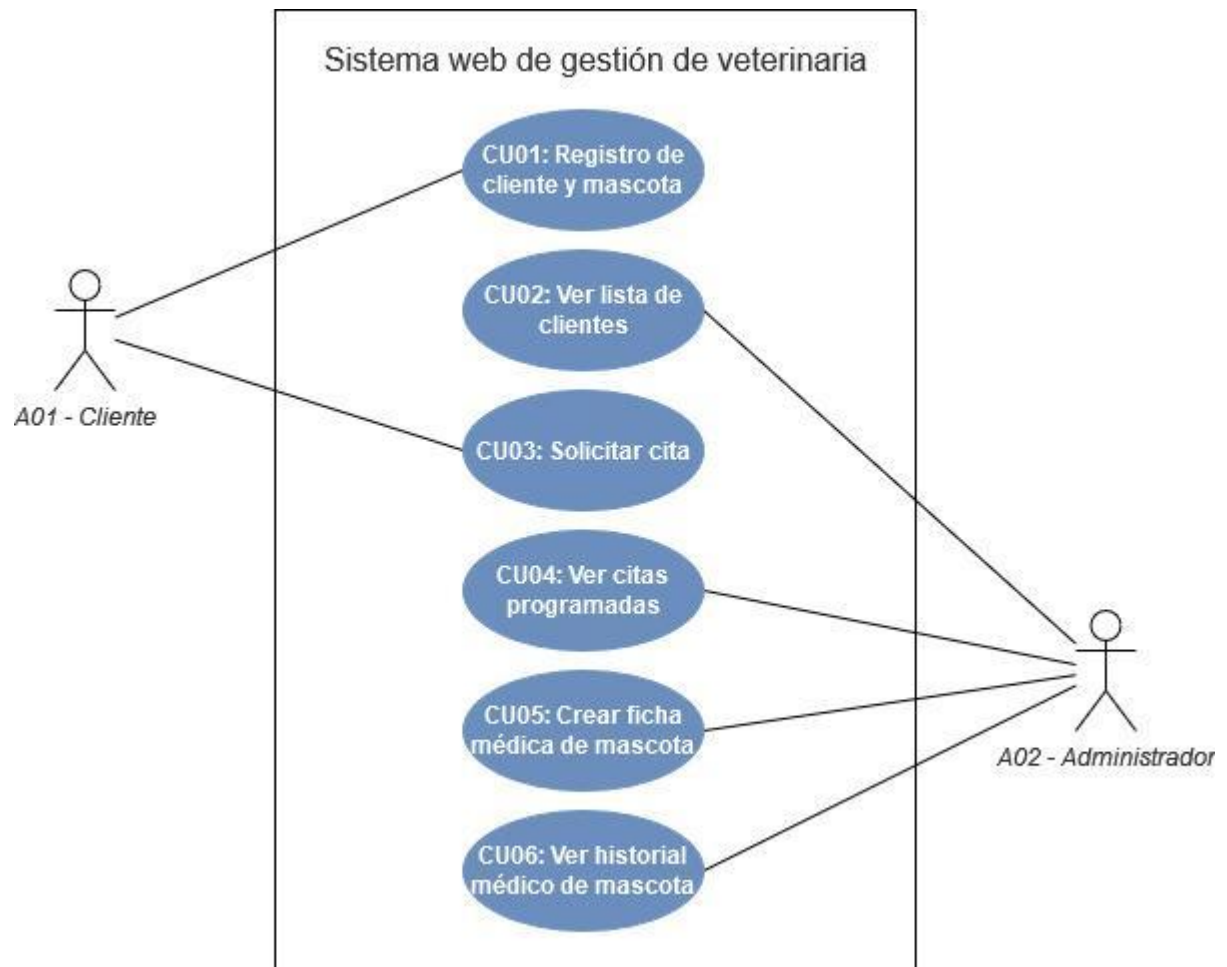 Sistema web de gestión de veterinaria
CU01: Registro de
cliente y mascota
CU02: Ver lista de
clientes
A01 - Cliente
CU03: Solicitar cita
CU04: Ver citas
programadas
CU05: Crear ficha
médica de mascota
A02 - Administrador
CU06: Ver historial
médico de mascota